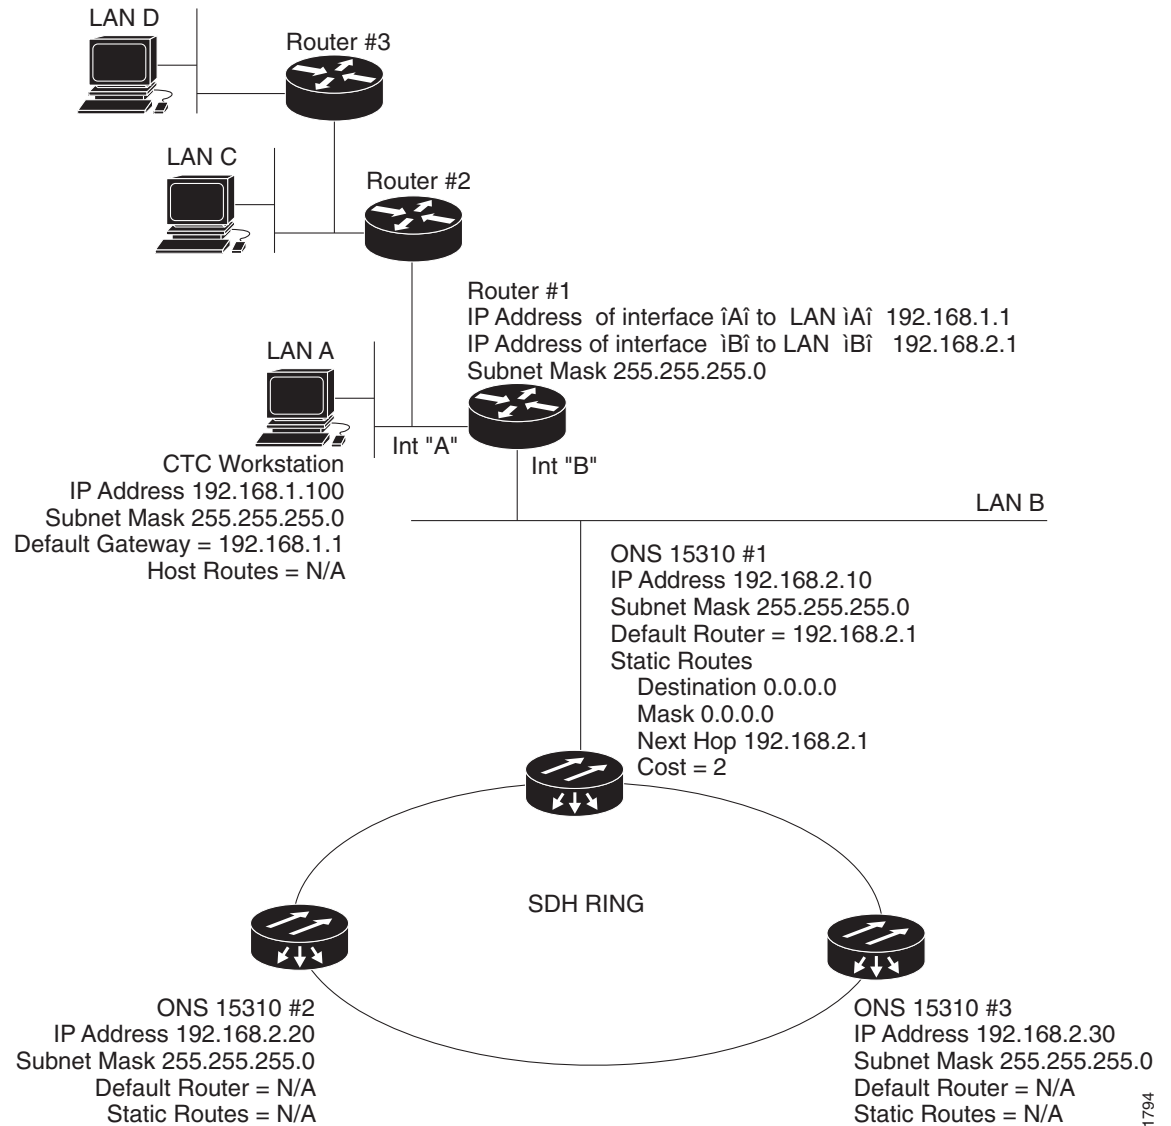 LAN D
Router #3
LAN C
Router #2
Router #1
IP Address of interface îAî to LAN ìAî 192.168.1.1
IP Address of interface ìBî to LAN ìBî 192.168.2.1
Subnet Mask 255.255.255.0
LAN A
Int "A"
Int "B"
CTC Workstation
IP Address 192.168.1.100
Subnet Mask 255.255.255.0
Default Gateway = 192.168.1.1
Host Routes = N/A
LAN B
ONS 15310 #1
IP Address 192.168.2.10
Subnet Mask 255.255.255.0
Default Router = 192.168.2.1
Static Routes
Destination 0.0.0.0
Mask 0.0.0.0
Next Hop 192.168.2.1
Cost = 2
SDH RING
ONS 15310 #2
IP Address 192.168.2.20
Subnet Mask 255.255.255.0
Default Router = N/A
Static Routes = N/A
ONS 15310 #3
IP Address 192.168.2.30
Subnet Mask 255.255.255.0
Default Router = N/A
Static Routes = N/A
1794